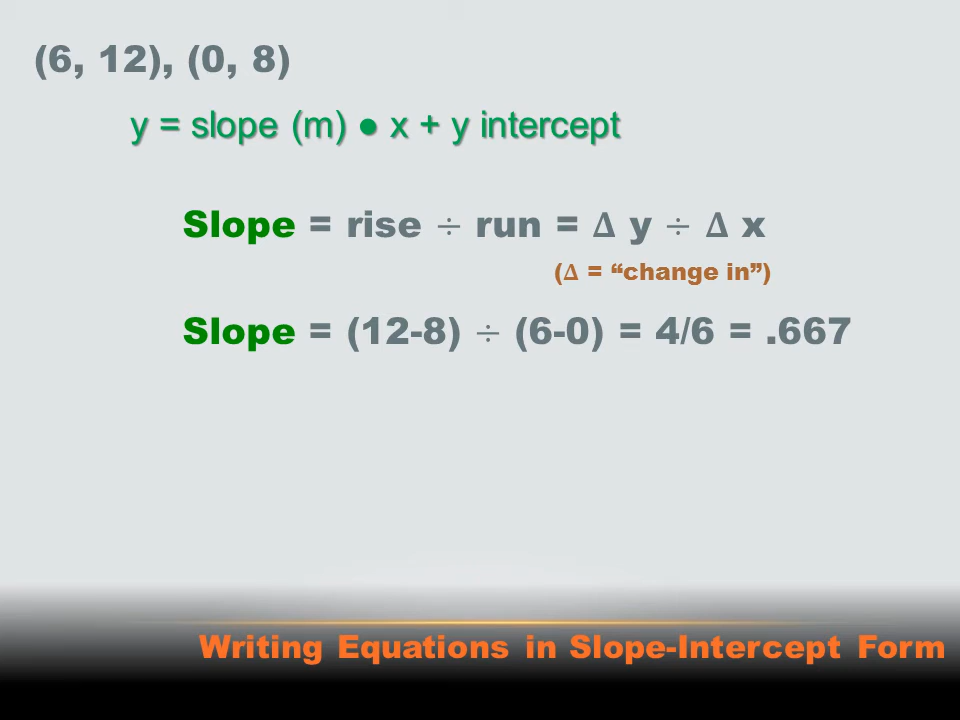 (6, 12), (0, 8)
y = slope (m) ● x + y intercept
Slope = rise ÷ run = Δ y ÷ Δ x
(Δ = “change in”)
Slope = (12-8) ÷ (6-0) = 4/6 = .667
Writing Equations in Slope-Intercept Form